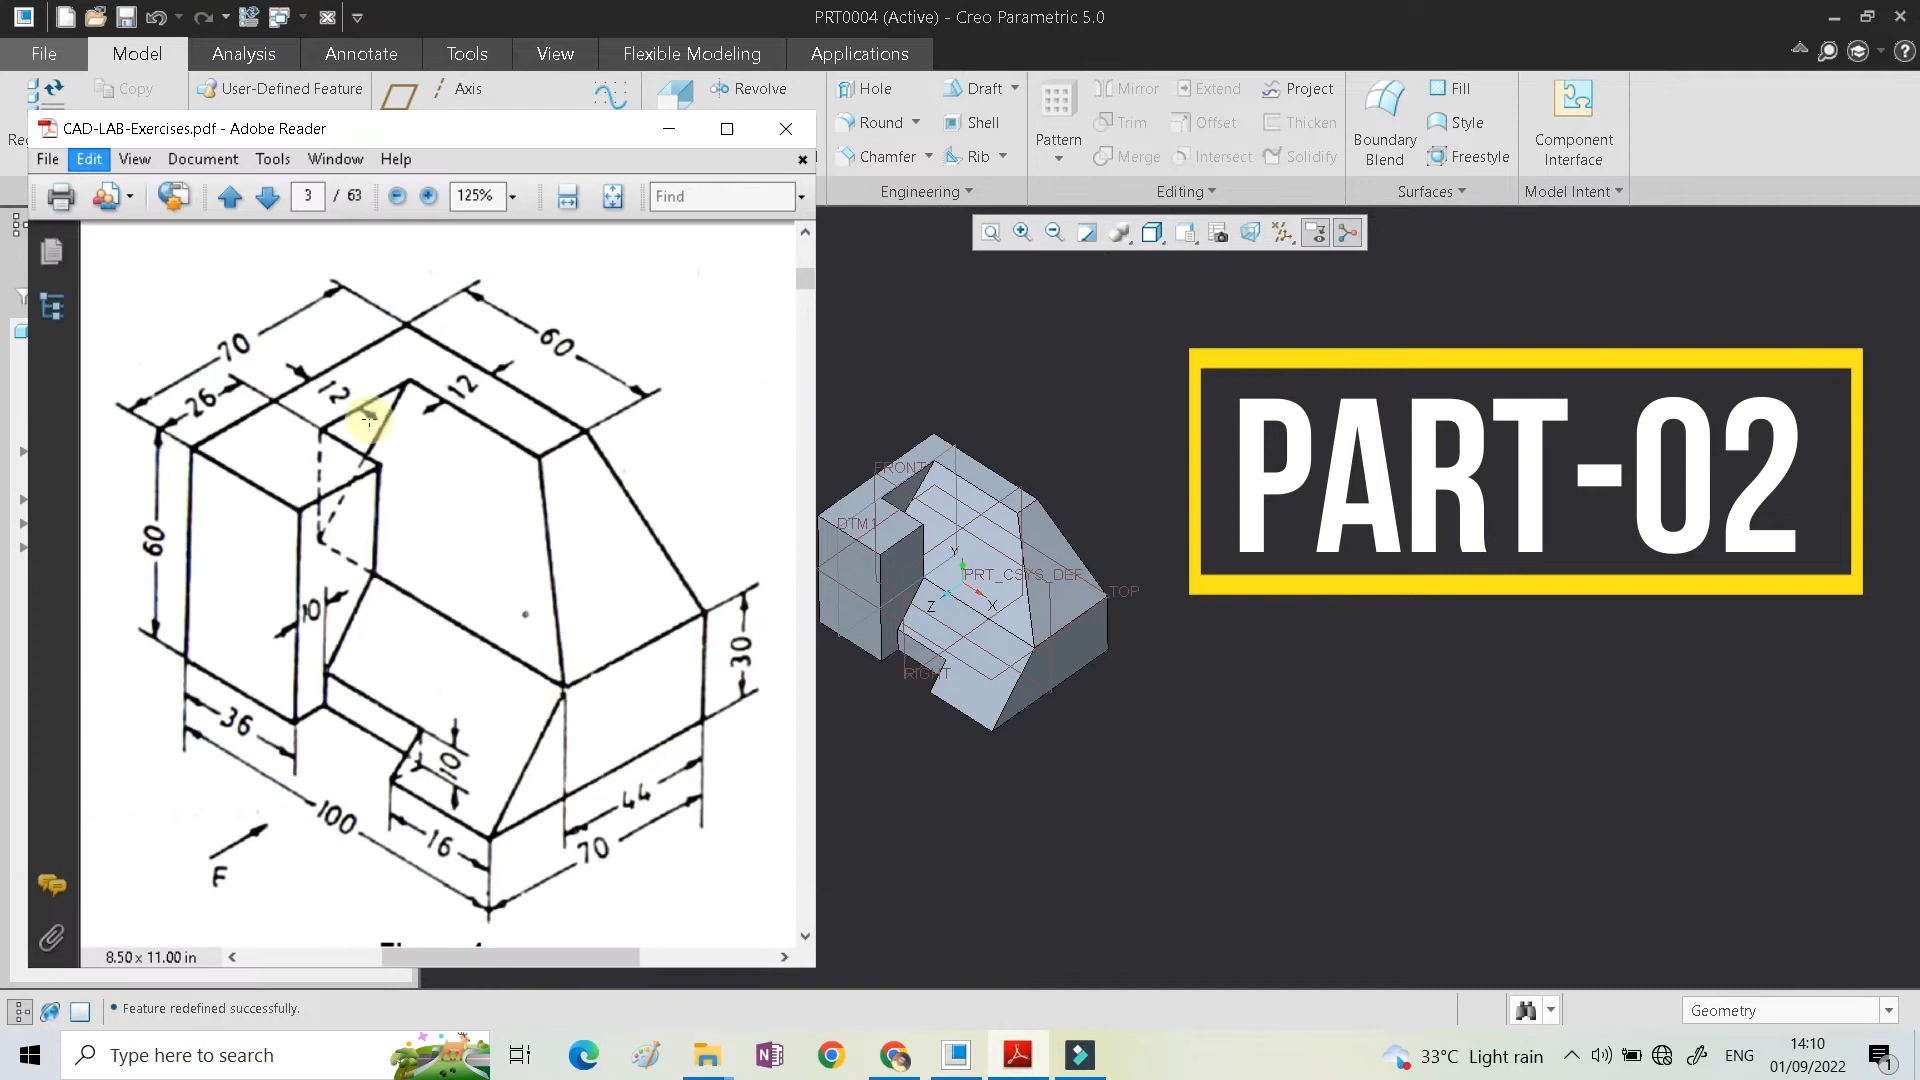 PRT0004 (Active) - Creo Parametric 5.0
File Model Analysis Annotate Tools View Flexible Modeling Applications
Copy User-Defined Feature Axis Revolve Hole Draft Mirror Extend Project Fill
CAD-LAB-Exercises.pdf - Adobe Reader
Round Shell Pattern Trim Offset Thicken Boundary Blend Style Component Interface
File Edit View Document Tools Window Help
Chamfer Rib Merge Intersect Solidify Freestyle
Engineering Editing Surfaces Model Intent
3 / 63 125% Find
70
60
26
12
12
60
10
30
36
10
100
44
16
70
F
FRONT
DTM1
Y
PRT_CSYS_DEF
TOP
Z
X
RIGHT
PART-02
8.50 x 11.00 in
Feature redefined successfully.
Geometry
Type here to search
33°C Light rain
ENG
14:10
01/09/2022
1